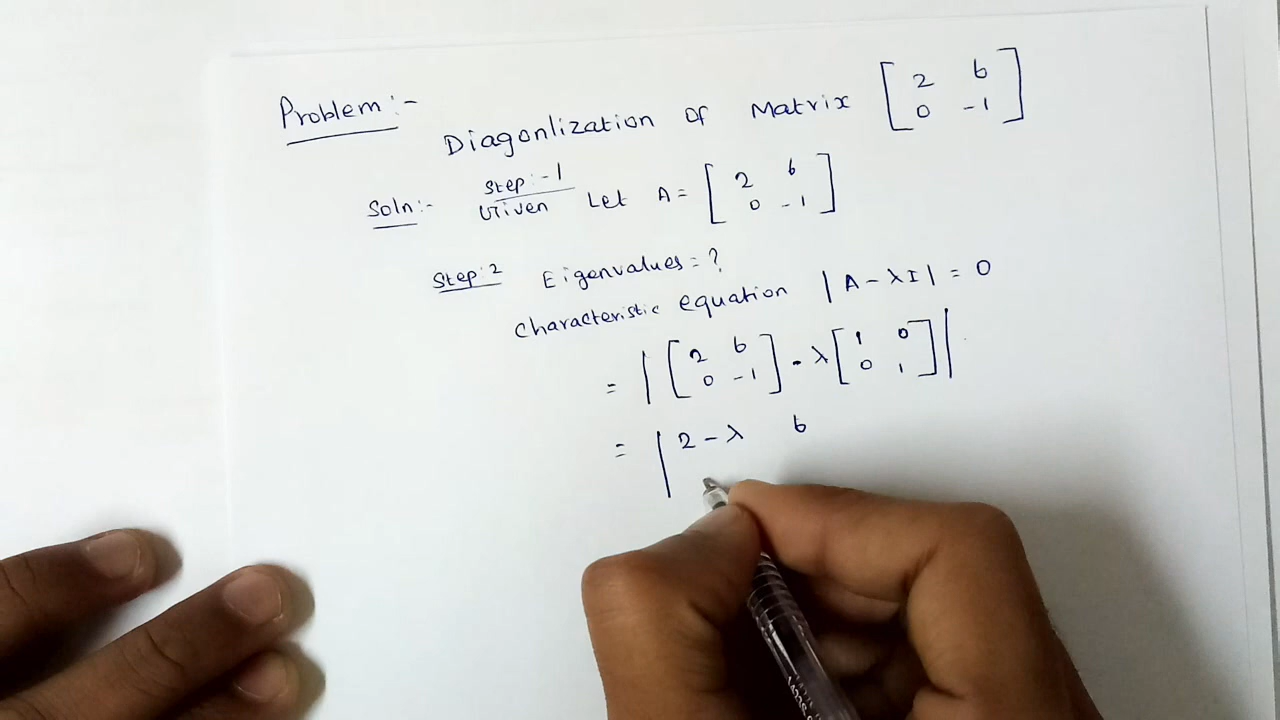 Problem:-
Diagonlization of Matrix [2 6
0 -1]
Step:-1
Soln:- Given Let A = [2 6
0 -1]
Step:2 Eigenvalues = ?
Characteristic equation |A - λI| = 0
= |[2 6
0 -1] - λ[1 0
0 1]|
= |2 - λ 6